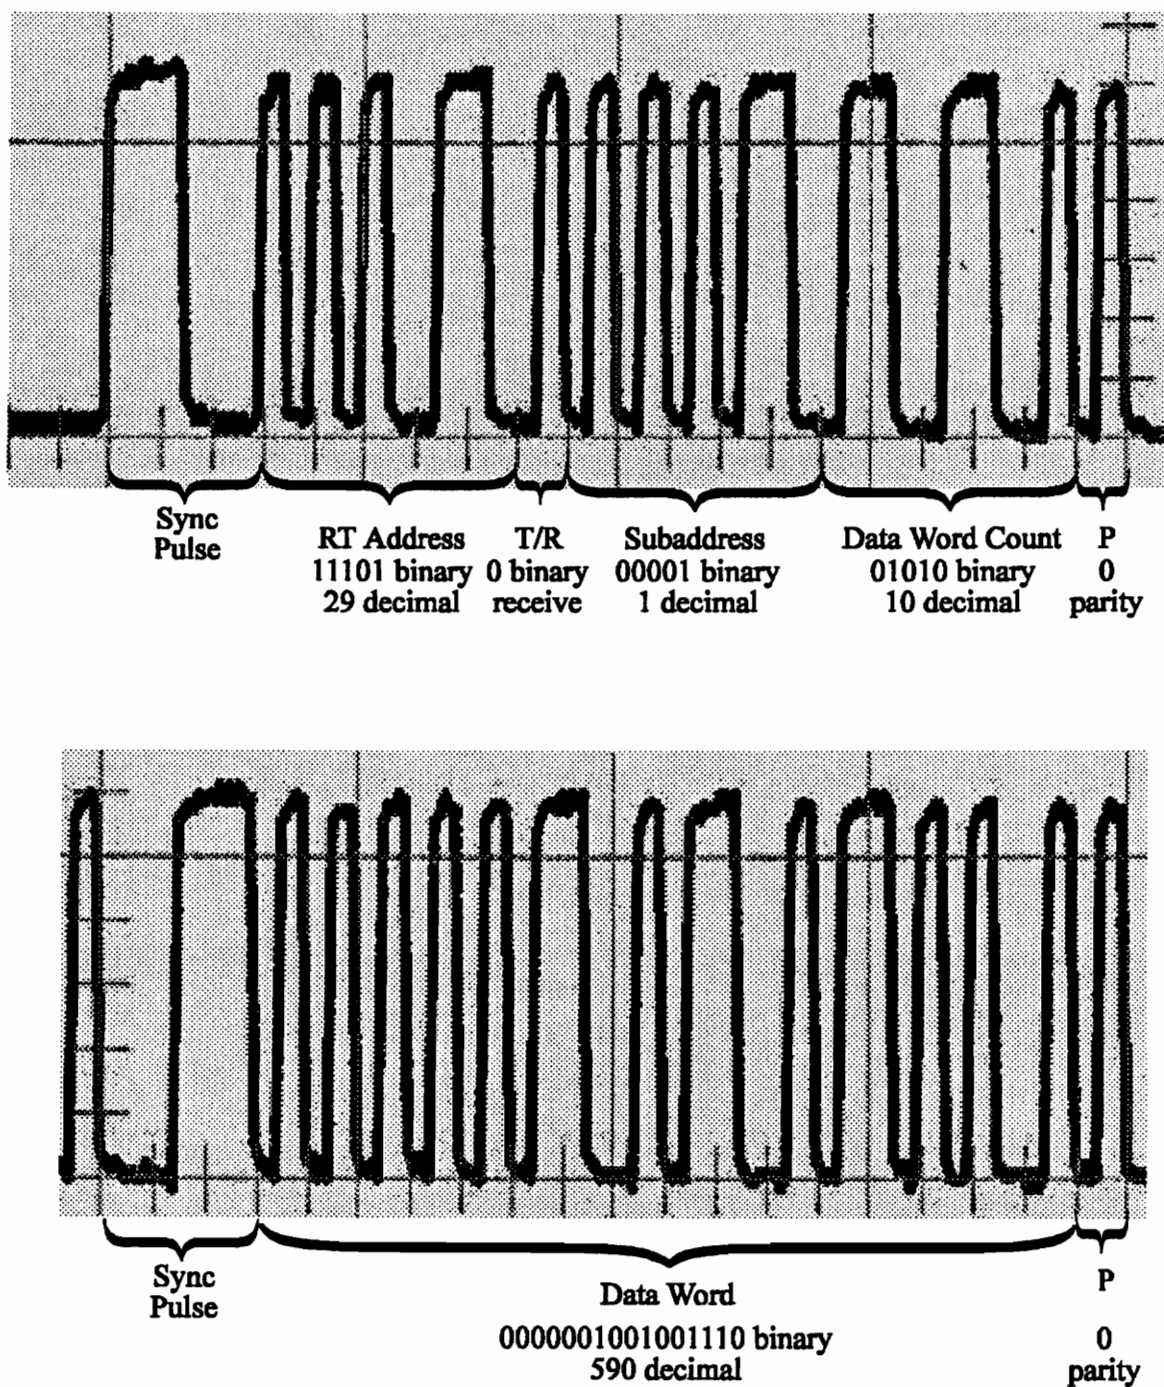 Sync
Pulse
RT Address
11101 binary
29 decimal
T/R
0 binary
receive
Subaddress
00001 binary
1 decimal
Data Word Count
01010 binary
10 decimal
P
0
parity
Sync
Pulse
Data Word
0000001001001110 binary
590 decimal
P
0
parity